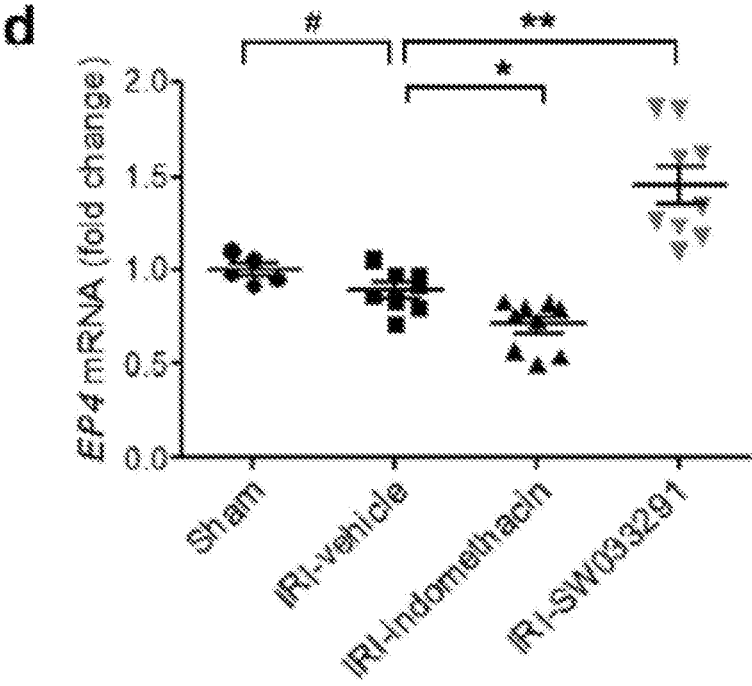 d
# **
*
EP4 mRNA (fold change)
2.0
1.5
1.0
0.5
0.0
Sham
IRI-vehicle
IRI-Indomethacin
IRI-SW033291